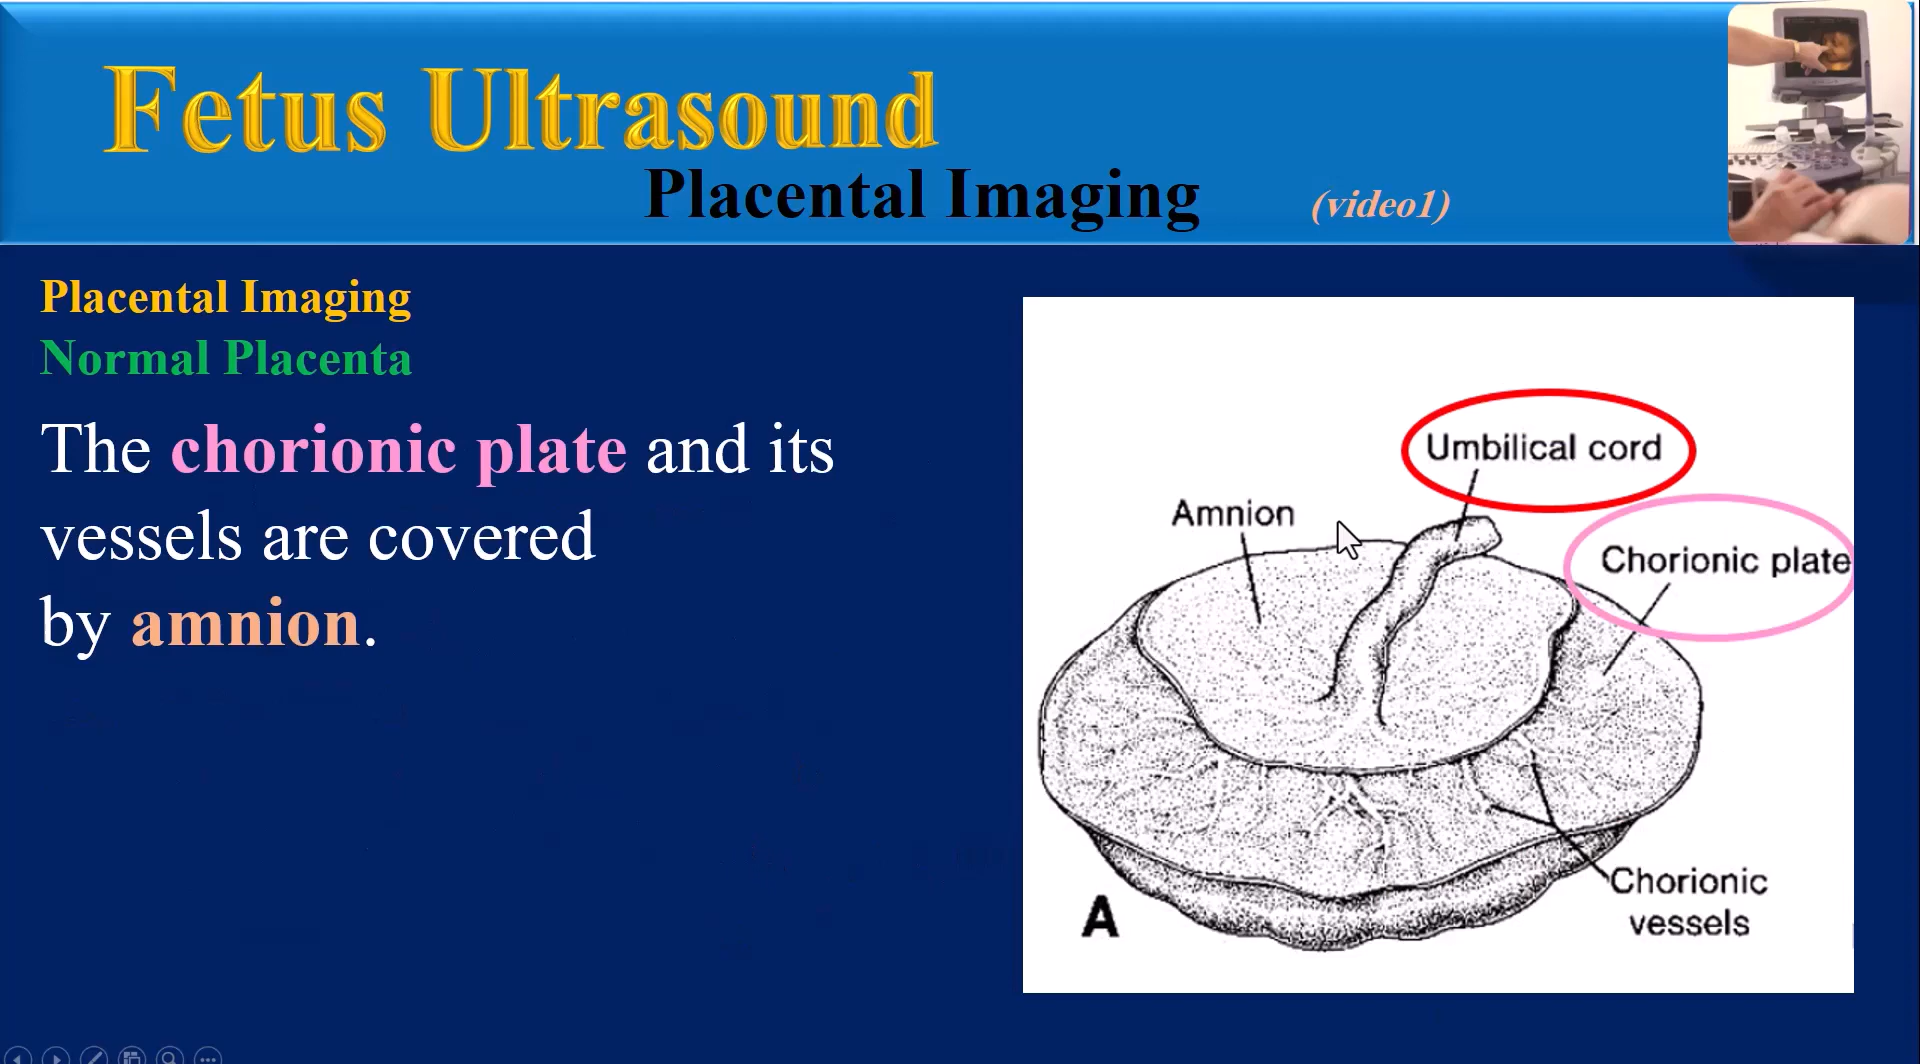 Fetus Ultrasound
Placental Imaging (video1)
Placental Imaging
Normal Placenta
The chorionic plate and its
vessels are covered
by amnion.
Umbilical cord
Amnion
Chorionic plate
Chorionic
vessels
A